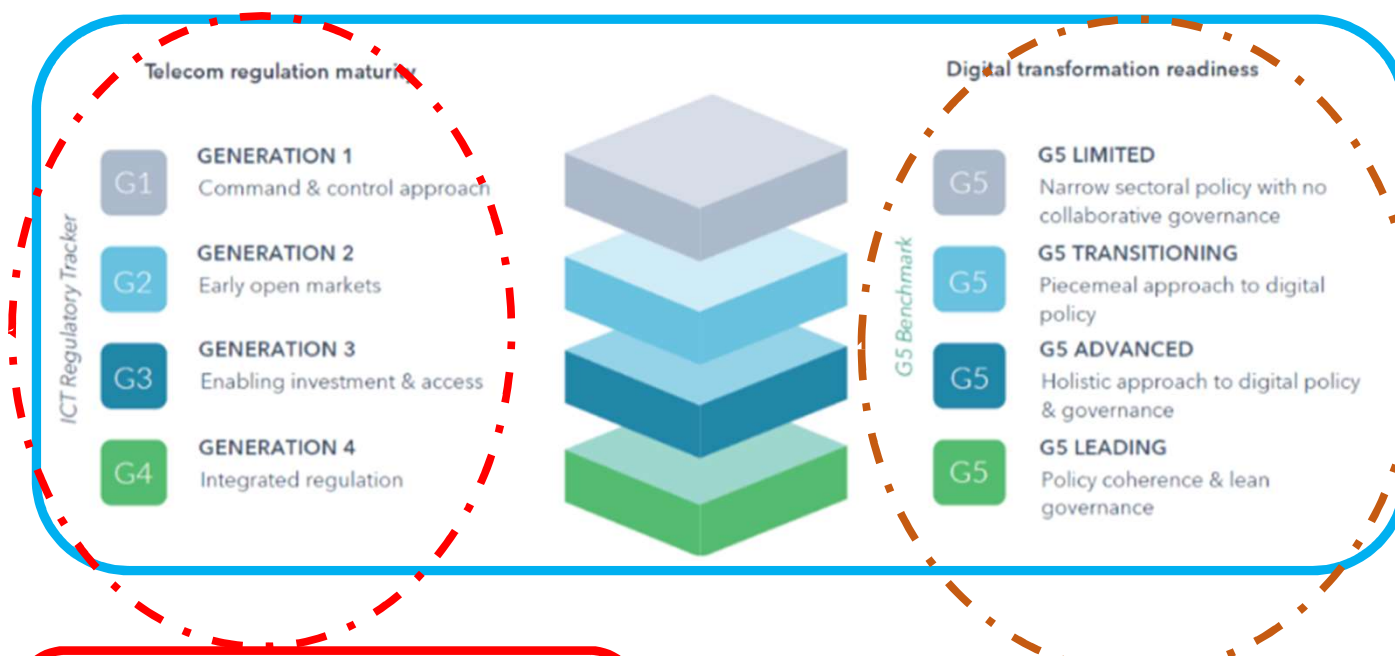 Telecom regulation maturity
ICT Regulatory Tracker
G1
GENERATION 1
Command & control approach
G2
GENERATION 2
Early open markets
G3
GENERATION 3
Enabling investment & access
G4
GENERATION 4
Integrated regulation
Digital transformation readiness
G5 Benchmark
G5
G5 LIMITED
Narrow sectoral policy with no
collaborative governance
G5
G5 TRANSITIONING
Piecemeal approach to digital
policy
G5
G5 ADVANCED
Holistic approach to digital policy
& governance
G5
G5 LEADING
Policy coherence & lean
governance